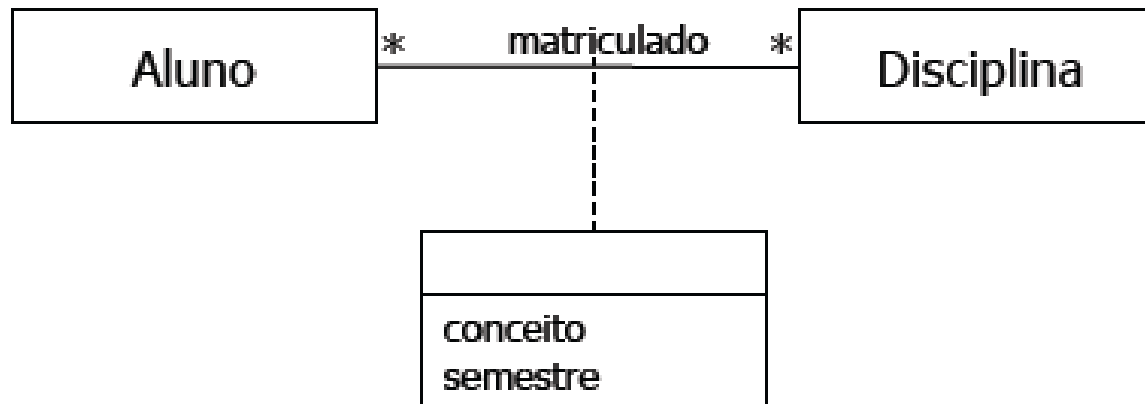 Aluno * matriculado * Disciplina
conceito
semestre